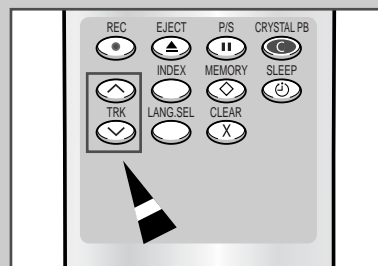 REC EJECT P/S CRYSTAL PB
C
INDEX MEMORY SLEEP
TRK LANG.SEL CLEAR
X